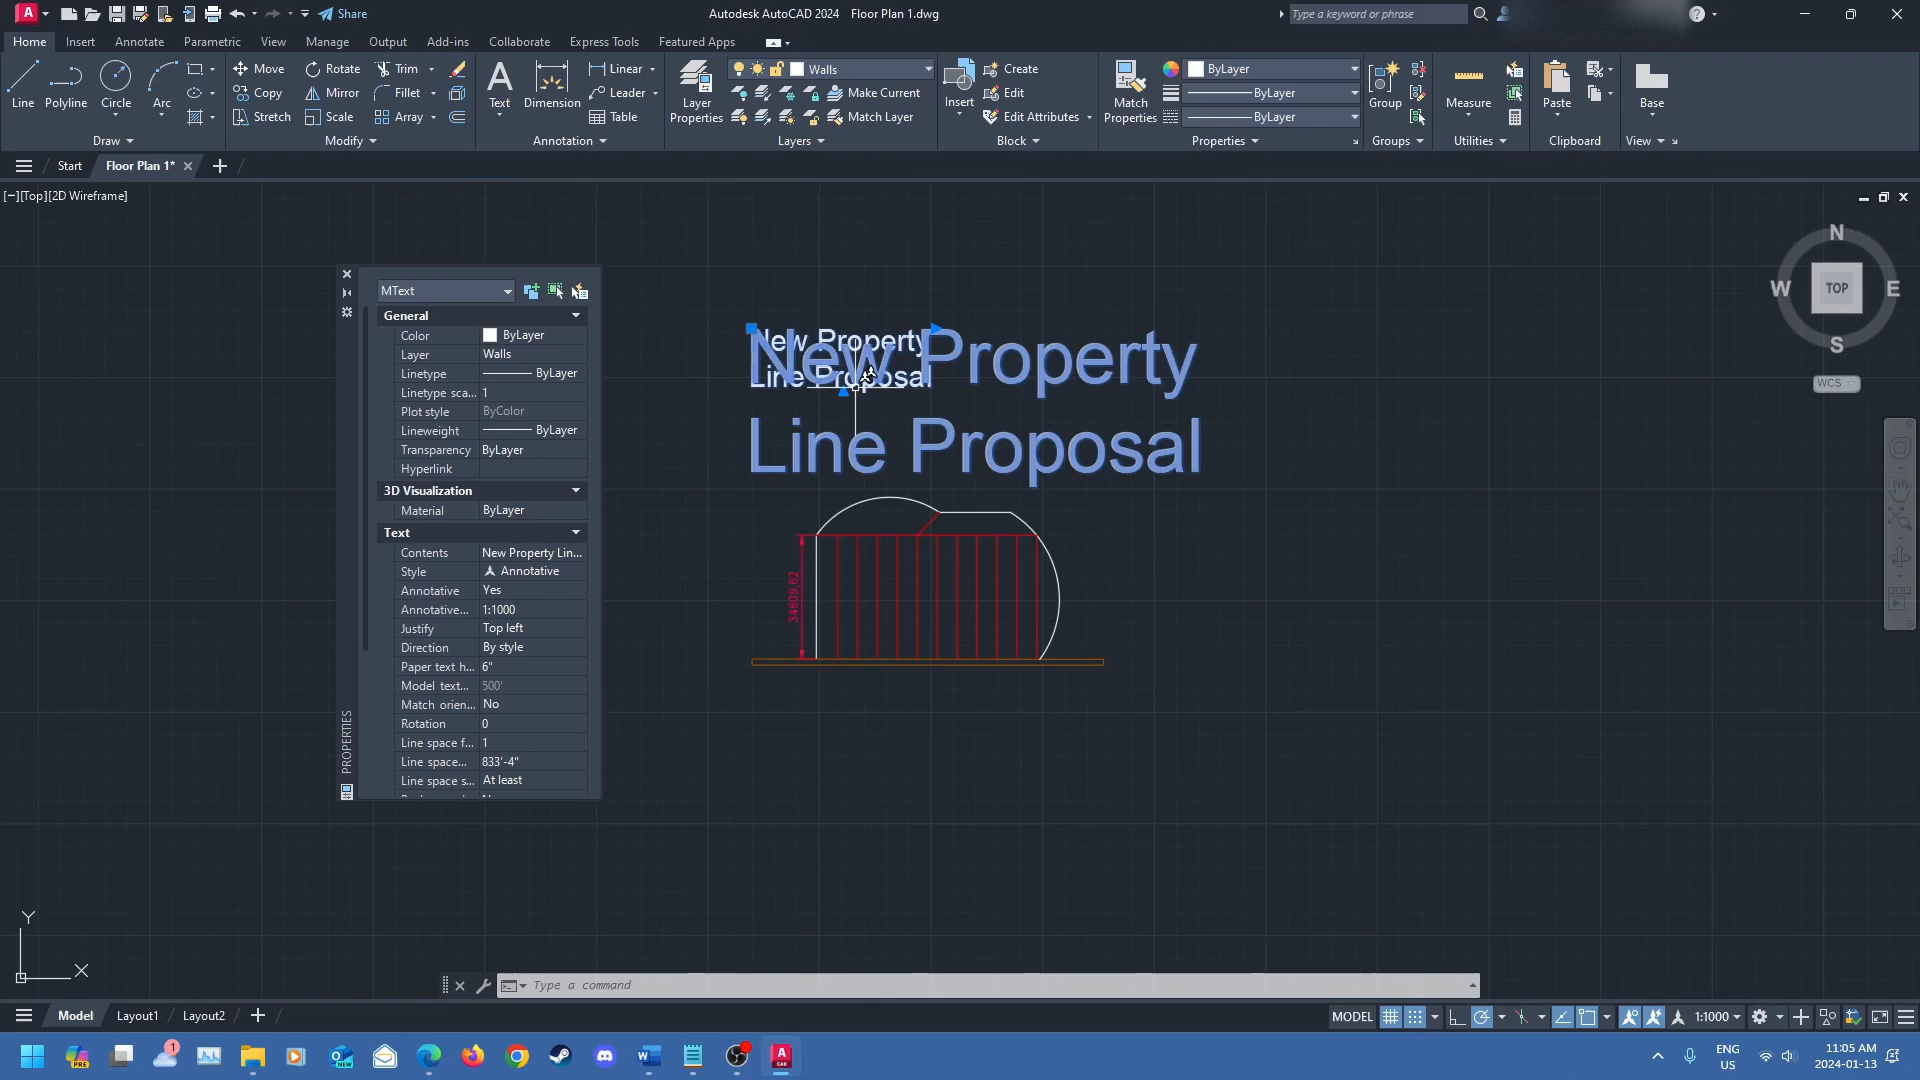 Share
Autodesk AutoCAD 2024 Floor Plan 1.dwg
Type a keyword or phrase
Home Insert Annotate Parametric View Manage Output Add-ins Collaborate Express Tools Featured Apps
Line Polyline Circle Arc
Draw
Move Rotate Trim
Copy Mirror Fillet
Stretch Scale Array
Modify
Text Dimension
Linear
Leader
Table
Annotation
Layer Properties
Walls
Make Current
Match Layer
Layers
Insert
Create
Edit
Edit Attributes
Block
Match Properties
ByLayer
ByLayer
ByLayer
Properties
Group
Groups
Measure
Utilities
Paste
Clipboard
Base
View
Start Floor Plan 1*
[−][Top][2D Wireframe]
N
W TOP E
S
WCS
MText
General
Color ByLayer
Layer Walls
Linetype ByLayer
Linetype sca... 1
Plot style ByColor
Lineweight ByLayer
Transparency ByLayer
Hyperlink
3D Visualization
Material ByLayer
Text
Contents New Property Lin...
Style Annotative
Annotative Yes
Annotative... 1:1000
Justify Top left
Direction By style
Paper text h... 6"
Model text... 500'
Match orien... No
Rotation 0
Line space f... 1
Line space... 833'-4"
Line space s... At least
PROPERTIES
New Property
Line Proposal
New Property
Line Proposal
34609.62
Y
X
Type a command
Model Layout1 Layout2
MODEL 1:1000
1
PRE
NEW
ENG
US
11:05 AM
2024-01-13